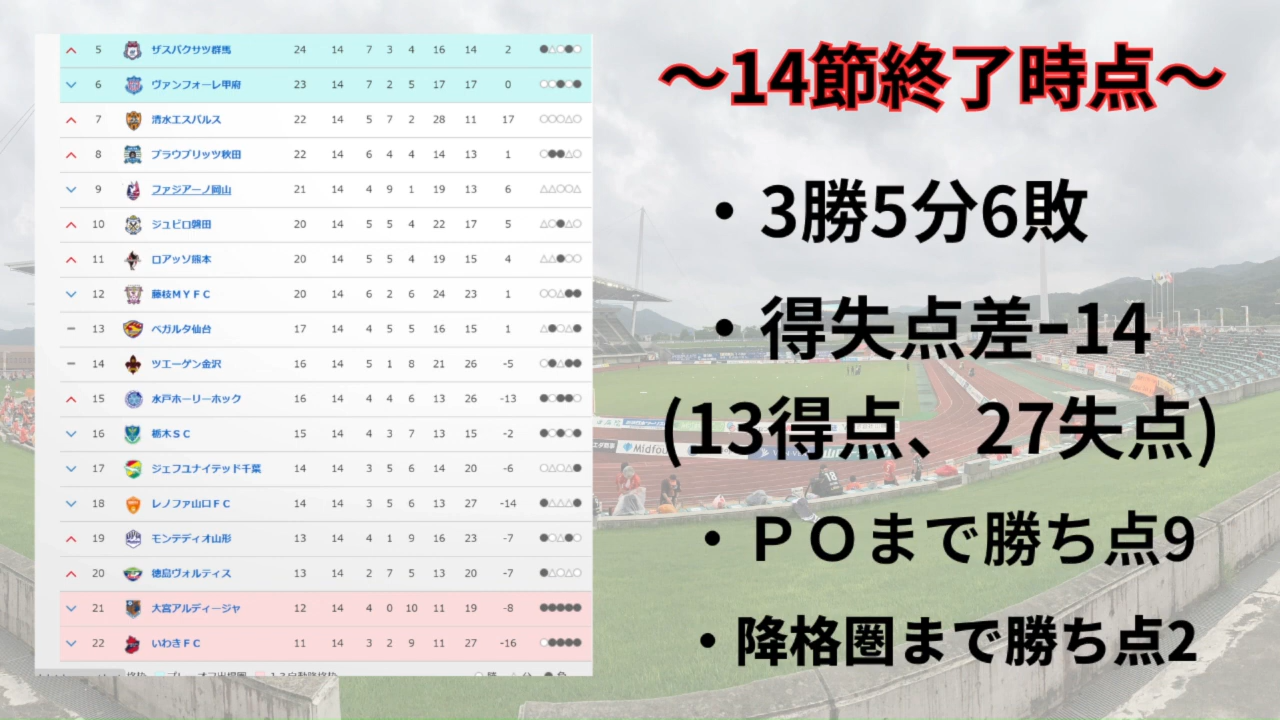 5 ザスパクサツ群馬 24 14 7 3 4 16 14 2 ●△○●○
6 ヴァンフォーレ甲府 23 14 7 2 5 17 17 0 ○○●○●
7 清水エスパルス 22 14 5 7 2 28 11 17 ○○○△○
8 ブラウブリッツ秋田 22 14 6 4 4 14 13 1 ○●●△○
9 ファジアーノ岡山 21 14 4 9 1 19 13 6 △△○○△
10 ジュビロ磐田 20 14 5 5 4 22 17 5 △○●△○
11 ロアッソ熊本 20 14 5 5 4 19 15 4 △△●○○
12 藤枝ＭＹＦＣ 20 14 6 2 6 24 23 1 ○○△●●
13 ベガルタ仙台 17 14 4 5 5 16 15 1 △●○△●
14 ツエーゲン金沢 16 14 5 1 8 21 26 -5 ○●△●●
15 水戸ホーリーホック 16 14 4 4 6 13 26 -13 ●○●●○
16 栃木ＳＣ 15 14 4 3 7 13 15 -2 ●○●○●
17 ジェフユナイテッド千葉 14 14 3 5 6 14 20 -6 ○△○△●
18 レノファ山口ＦＣ 14 14 3 5 6 13 27 -14 ●△△△●
19 モンテディオ山形 13 14 4 1 9 16 23 -7 ●○△●○
20 徳島ヴォルティス 13 14 2 7 5 13 20 -7 ●△○△○
21 大宮アルディージャ 12 14 4 0 10 11 19 -8 ●●●●●
22 いわきＦＣ 11 14 3 2 9 11 27 -16 ○●●●●
～14節終了時点～
・3勝5分6敗
・得失点差-14
(13得点、27失点)
・ＰＯまで勝ち点9
・降格圏まで勝ち点2
Midfou